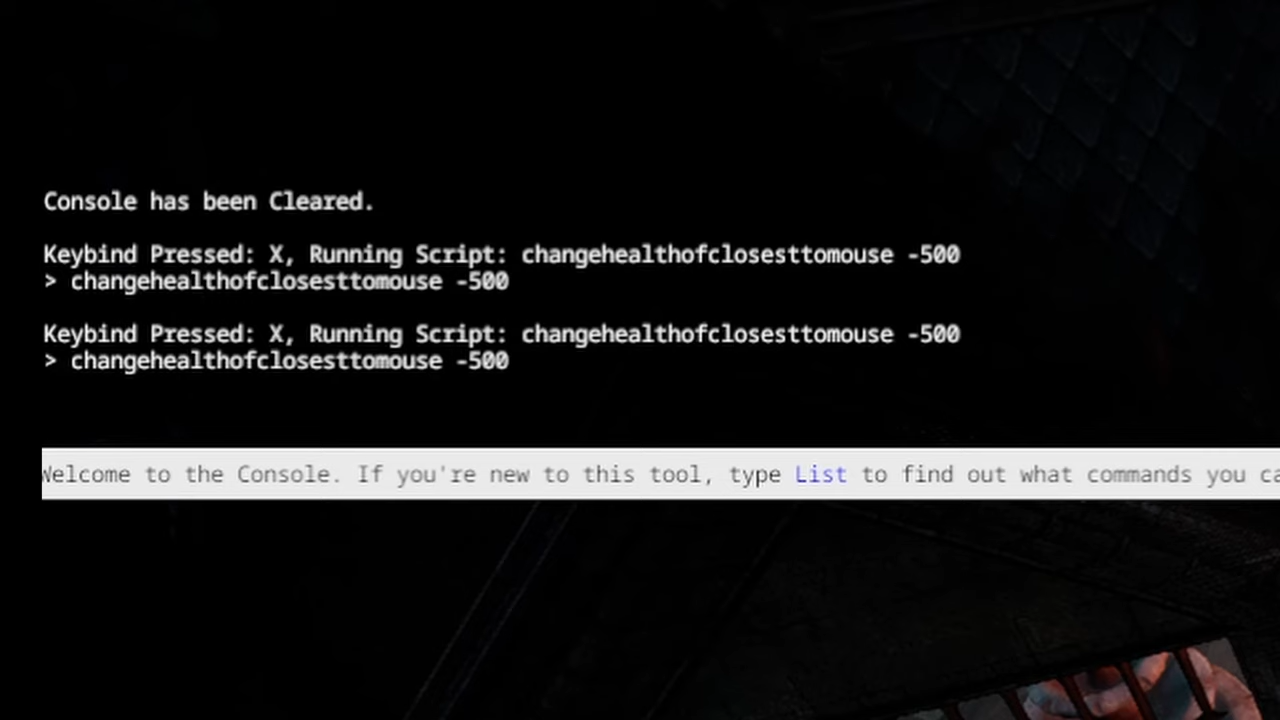 Console has been Cleared.
Keybind Pressed: X, Running Script: changehealthofclosesttomouse -500
> changehealthofclosesttomouse -500
Keybind Pressed: X, Running Script: changehealthofclosesttomouse -500
> changehealthofclosesttomouse -500
Welcome to the Console. If you're new to this tool, type List to find out what commands you